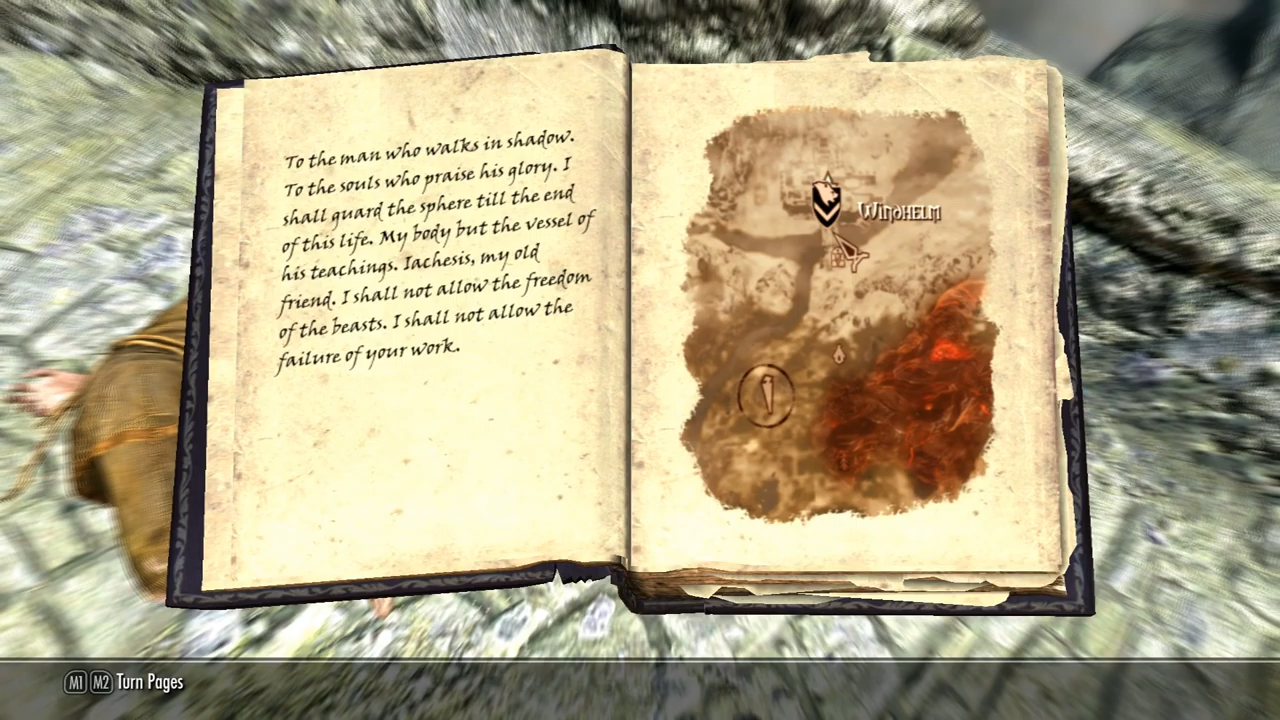 To the man who walks in shadow.
To the souls who praise his glory. I
shall guard the sphere till the end
of this life. My body but the vessel of
his teachings. Iachesis, my old
friend. I shall not allow the freedom
of the beasts. I shall not allow the
failure of your work.
Windhelm
M1 M2 Turn Pages